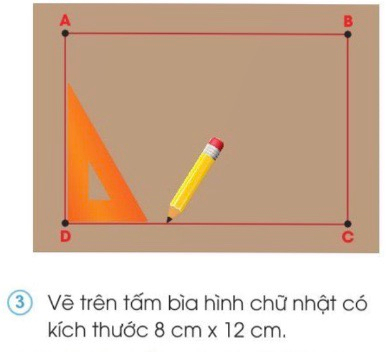 A B
D C
3 Vẽ trên tấm bìa hình chữ nhật có
kích thước 8 cm x 12 cm.